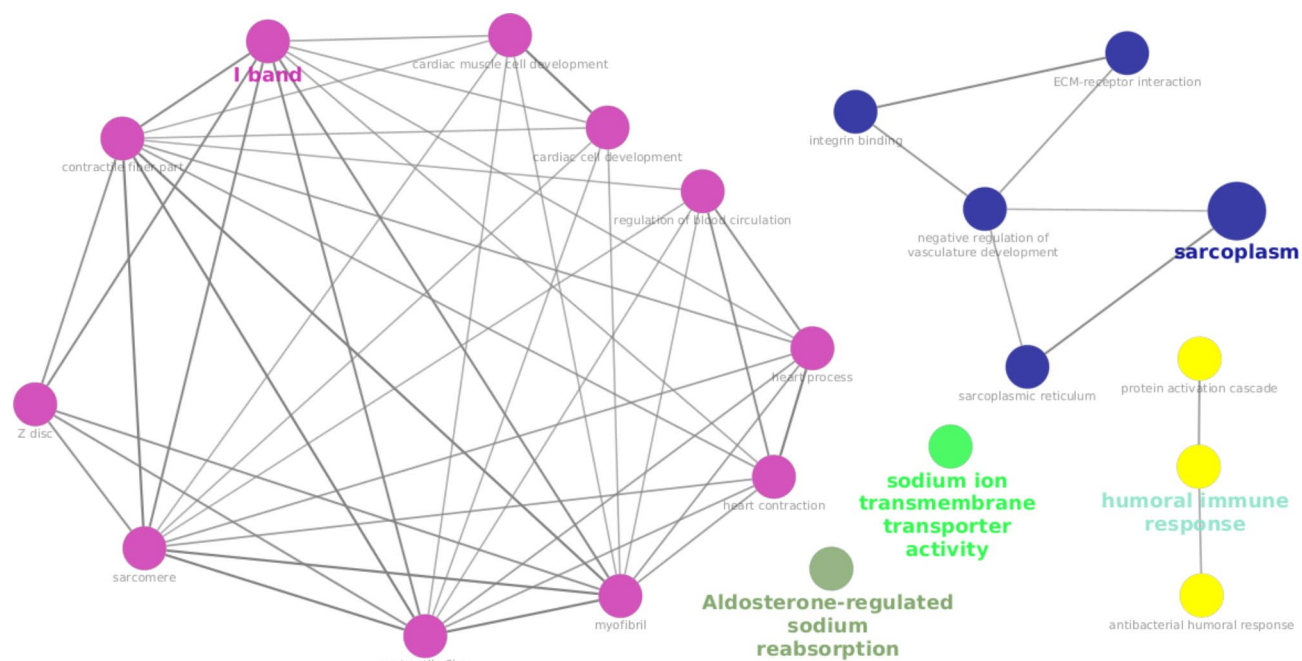 I band
cardiac muscle cell development
ECM-receptor interaction
integrin binding
cardiac cell development
contractile fiber part
regulation of blood circulation
negative regulation of
vasculature development
sarcoplasm
heart process
protein activation cascade
sarcoplasmic reticulum
Z disc
sodium ion
transmembrane
transporter
activity
humoral immune
response
heart contraction
sarcomere
Aldosterone-regulated
sodium
reabsorption
myofibril
antibacterial humoral response